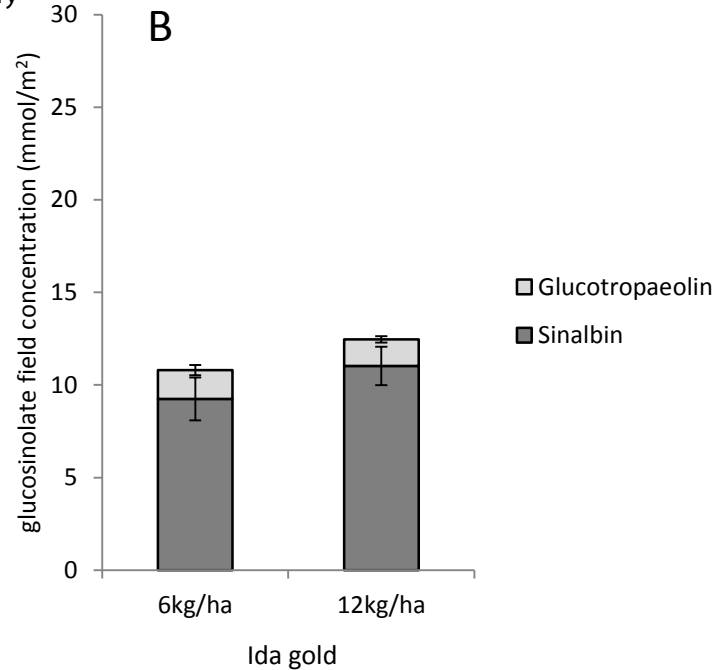 B
glucosinolate field concentration (mmol/m²)
30
25
20
15
10
5
0
6kg/ha 12kg/ha
Ida gold
Glucotropaeolin
Sinalbin